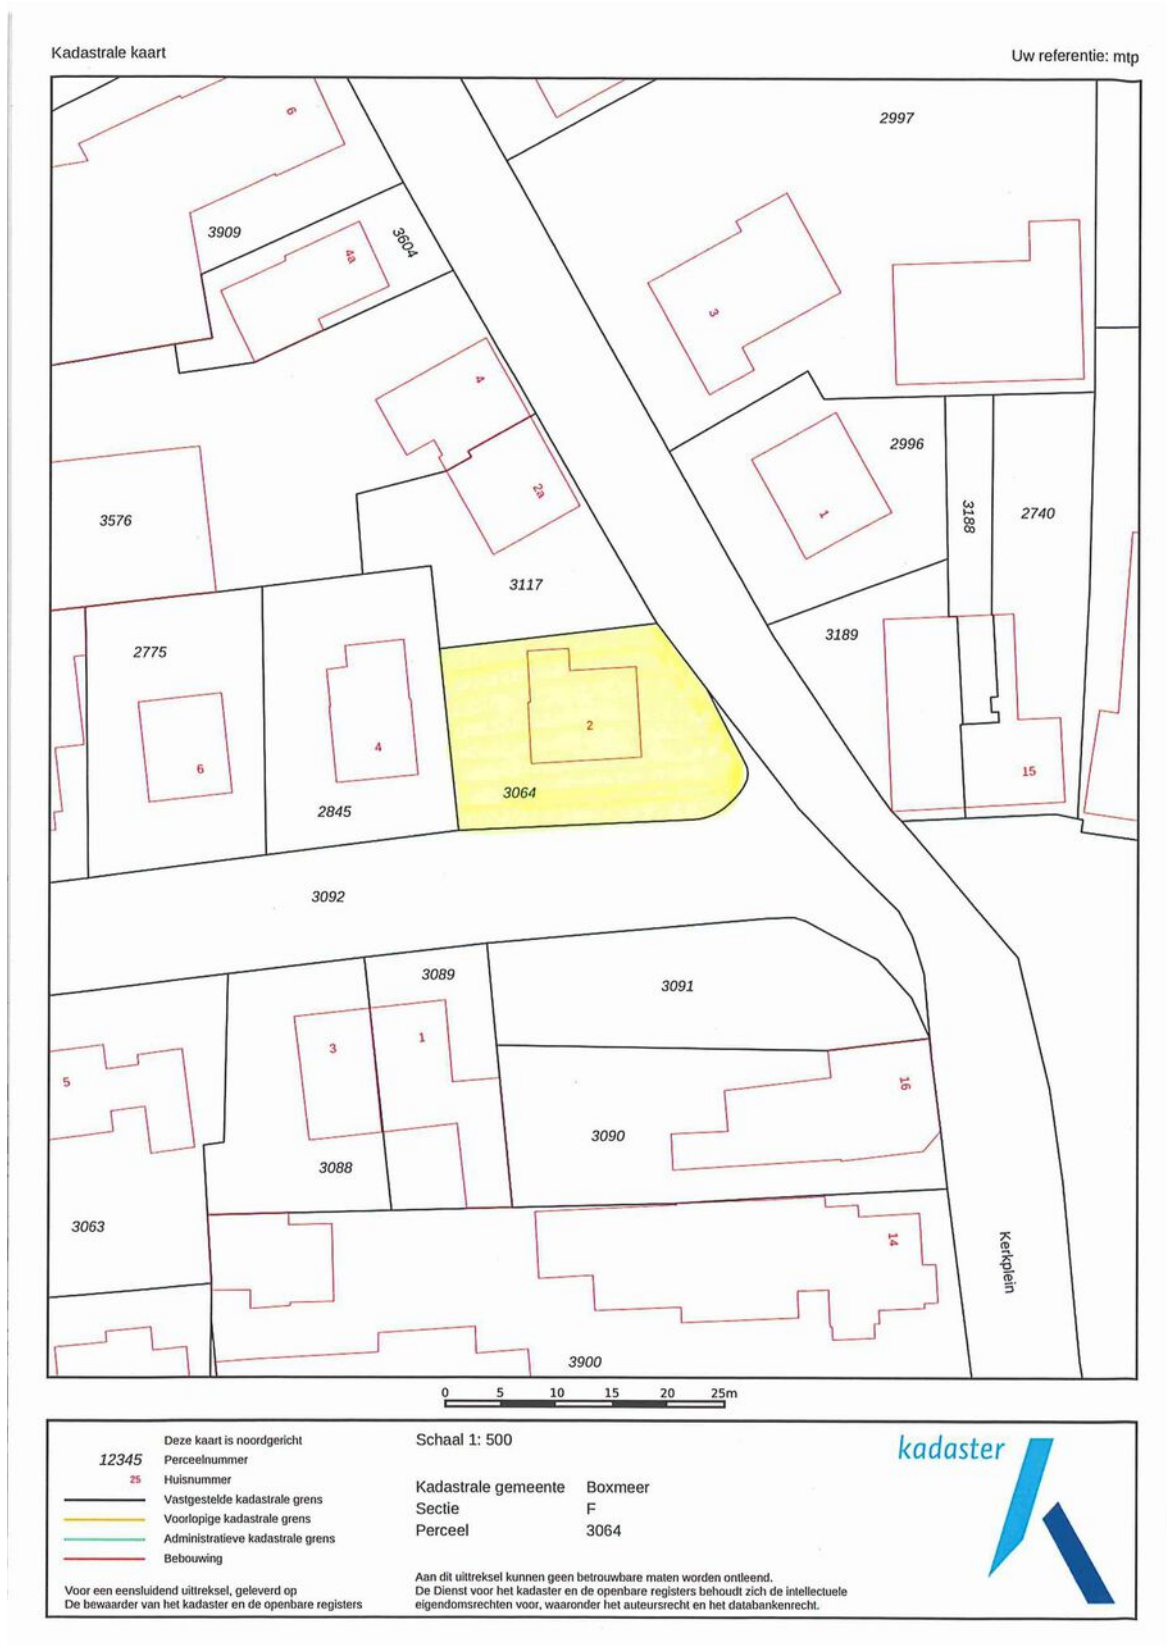 Kadastrale kaart
Uw referentie: mtp
2997
6
3909
3604
4a
3
4
2996
2a
3576
1
3188
2740
3117
3189
2775
2
4
6
15
3064
2845
3092
3089
3091
3
1
5
16
3090
3088
3063
14
Kerkplein
3900
0 5 10 15 20 25m
Deze kaart is noordgericht
12345 Perceelnummer
25 Huisnummer
Vastgestelde kadastrale grens
Voorlopige kadastrale grens
Administratieve kadastrale grens
Bebouwing
Voor een eensluidend uittreksel, geleverd op
De bewaarder van het kadaster en de openbare registers
Schaal 1: 500
Kadastrale gemeente Boxmeer
Sectie F
Perceel 3064
Aan dit uittreksel kunnen geen betrouwbare maten worden ontleend.
De Dienst voor het kadaster en de openbare registers behoudt zich de intellectuele
eigendomsrechten voor, waaronder het auteursrecht en het databankenrecht.
kadaster